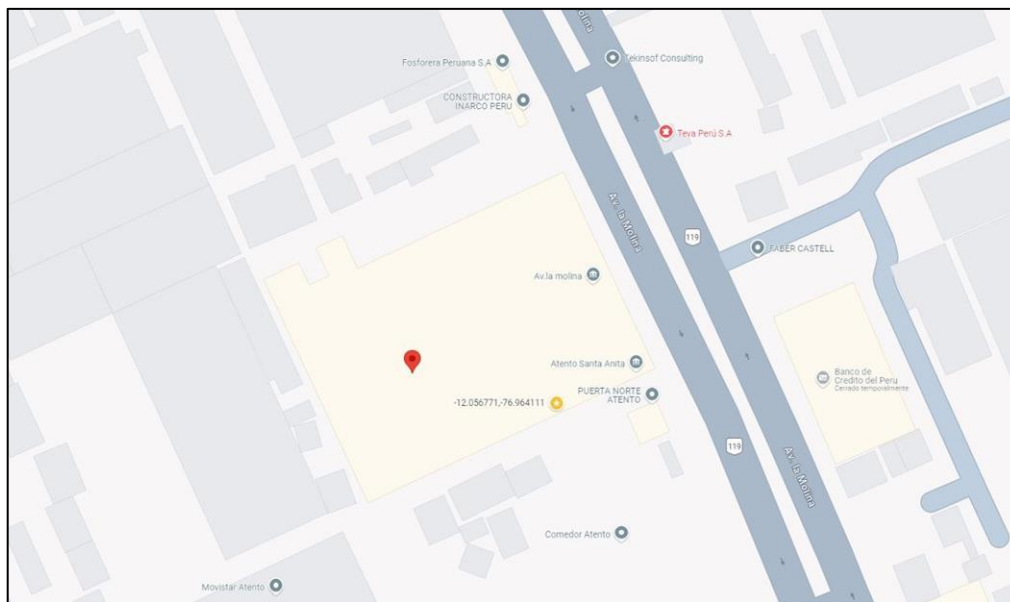 Av. la Molina
Fosforera Peruana S.A
Tekinsof Consulting
CONSTRUCTORA
INARCO PERU
Teva Perú S.A
Av. la Molina
119
FABER CASTELL
Av.la molina
Atento Santa Anita
PUERTA NORTE
ATENTO
-12.056771,-76.964111
Banco de
Credito del Peru
Cerrado temporalmente
119
Av. la Molina
Comedor Atento
Movistar Atento